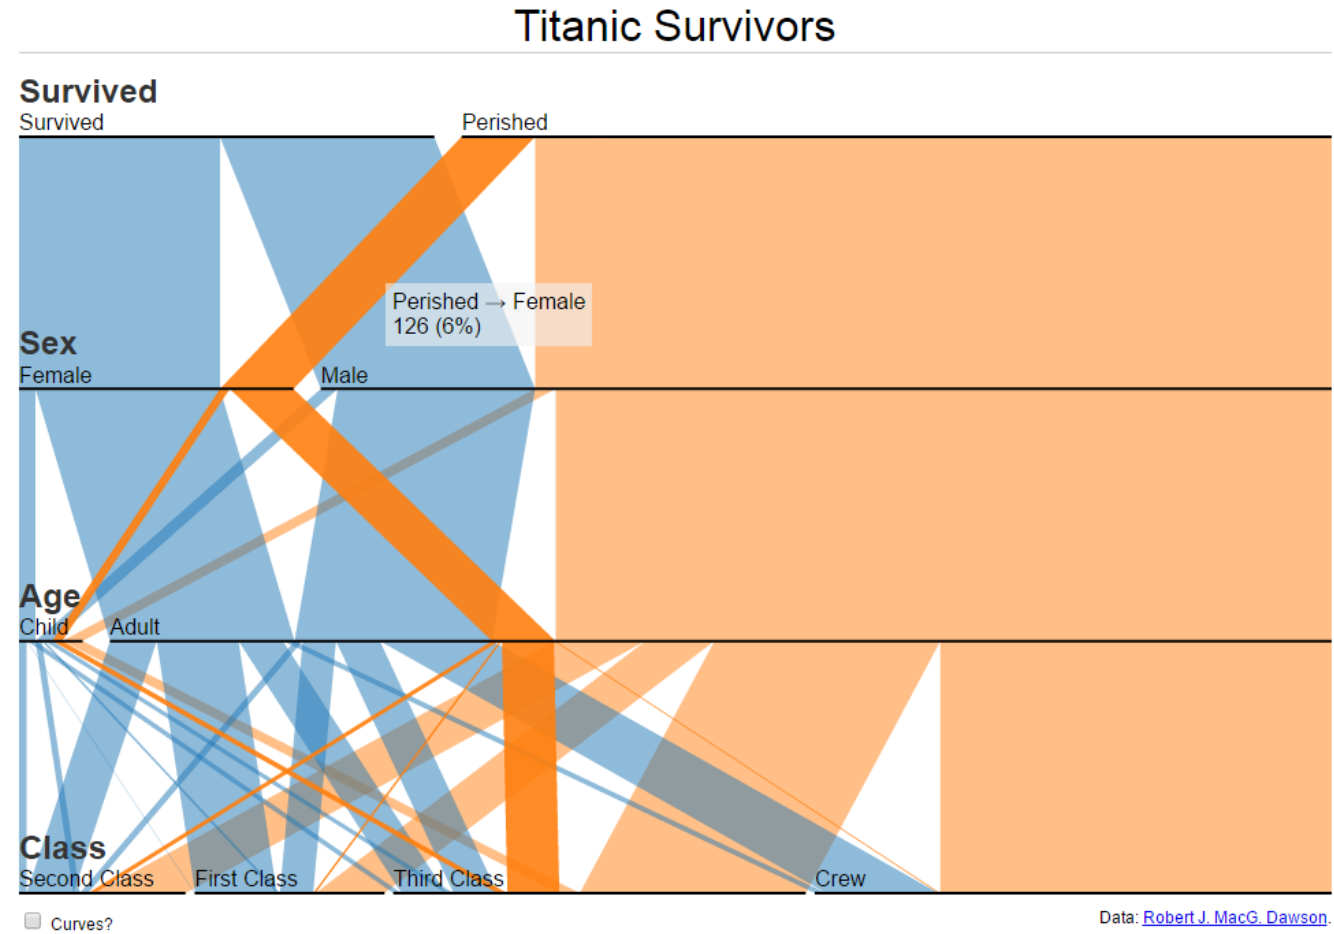 Titanic Survivors
Survived
Survived Perished
Perished → Female
126 (6%)
Sex
Female Male
Age
Child Adult
Class
Second Class First Class Third Class Crew
Curves? Data: Robert J. MacG. Dawson.